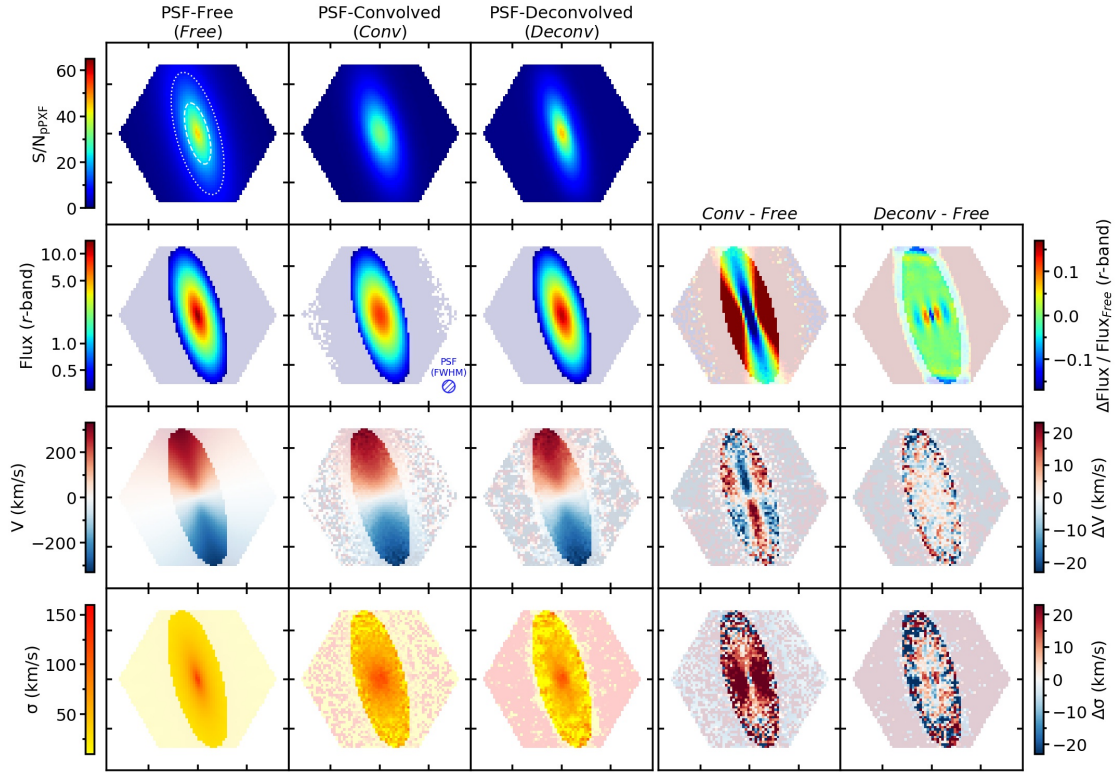 PSF-Free
(Free)
PSF-Convolved
(Conv)
PSF-Deconvolved
(Deconv)
60
40
20
0
S/NpPXF
Conv - Free
Deconv - Free
10.0
5.0
1.0
0.5
Flux (r-band)
PSF
(FWHM)
0.1
0.0
−0.1
ΔFlux / FluxFree (r-band)
200
0
−200
V (km/s)
20
10
0
−10
−20
ΔV (km/s)
150
100
50
σ (km/s)
20
10
0
−10
−20
Δσ (km/s)